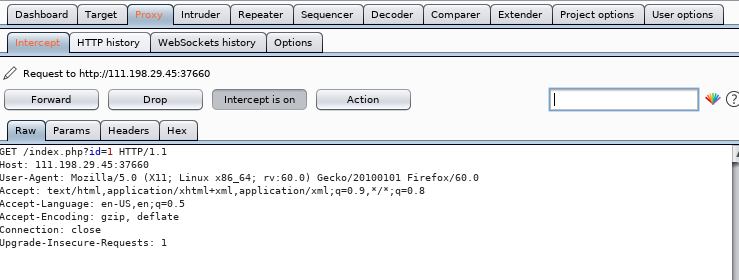 Dashboard Target Proxy Intruder Repeater Sequencer Decoder Comparer Extender Project options User options
Intercept HTTP history WebSockets history Options
Request to http://111.198.29.45:37660
Forward Drop Intercept is on Action ?
Raw Params Headers Hex
GET /index.php?id=1 HTTP/1.1
Host: 111.198.29.45:37660
User-Agent: Mozilla/5.0 (X11; Linux x86_64; rv:60.0) Gecko/20100101 Firefox/60.0
Accept: text/html,application/xhtml+xml,application/xml;q=0.9,*/*;q=0.8
Accept-Language: en-US,en;q=0.5
Accept-Encoding: gzip, deflate
Connection: close
Upgrade-Insecure-Requests: 1